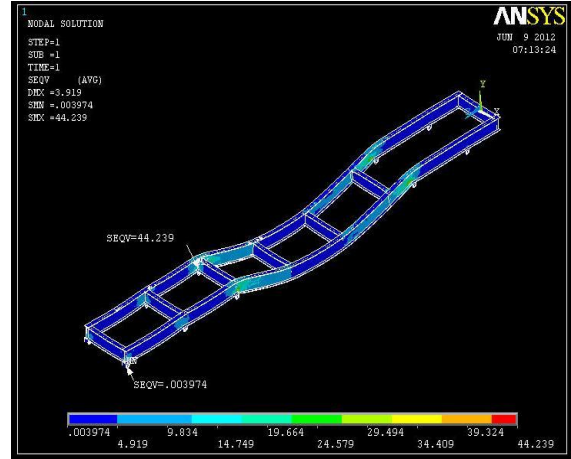 1
ANSYS
NODAL SOLUTION
JUN 9 2012
07:13:24
STEP=1
SUB =1
TIME=1
SEQV (AVG)
DMX =3.919
SMN =.003974
SMX =44.239
Y
X
SEQV=44.239
MN
SEQV=.003974
.003974 9.834 19.664 29.494 39.324
4.919 14.749 24.579 34.409 44.239